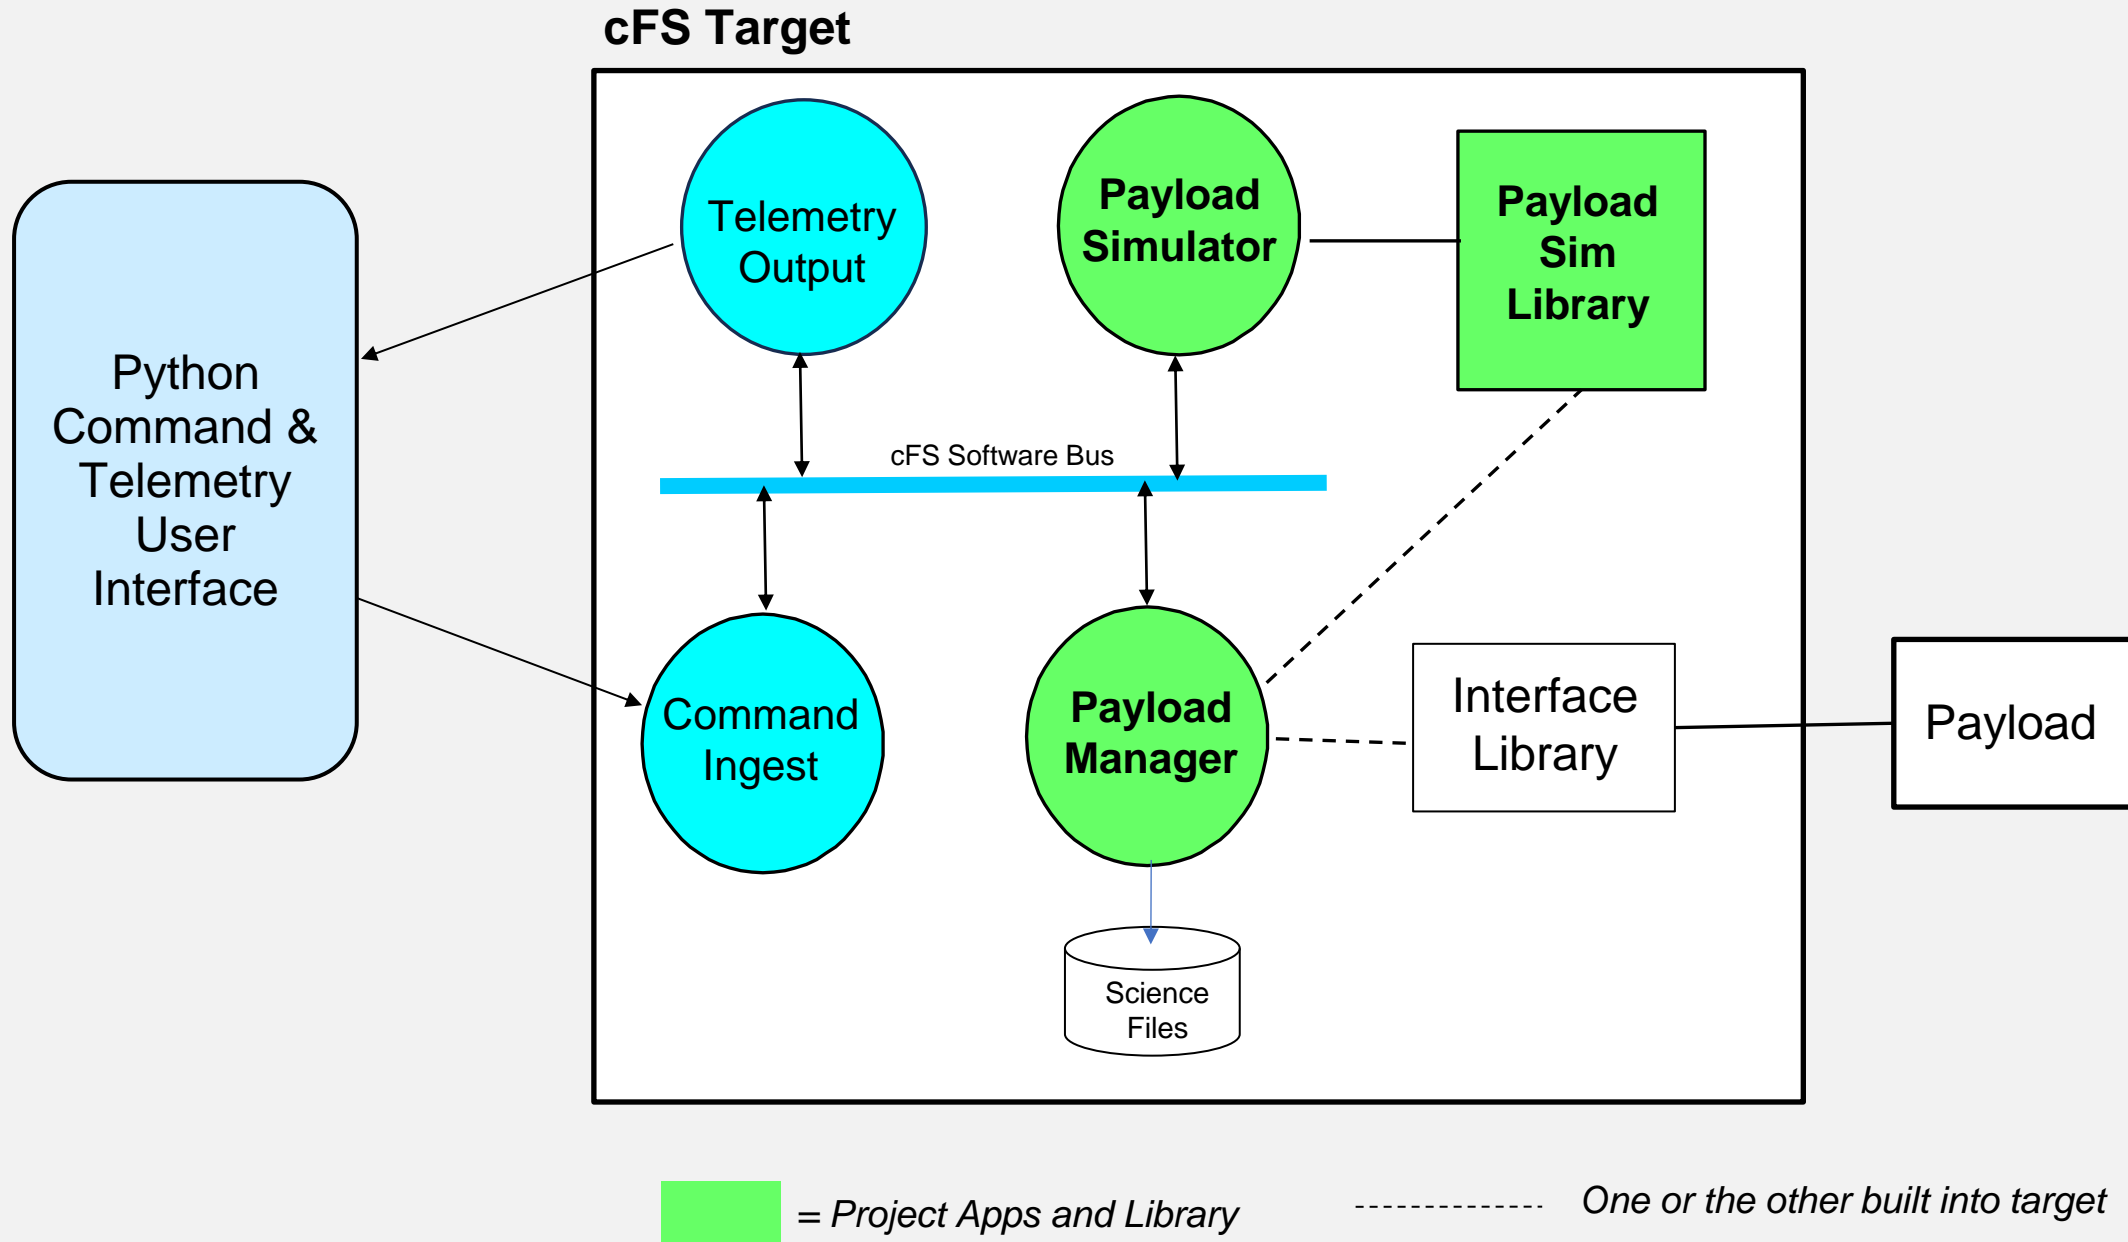 cFS Target
Python
Command &
Telemetry
User
Interface
Telemetry
Output
Payload
Simulator
Payload
Sim
Library
cFS Software Bus
Command
Ingest
Payload
Manager
Interface
Library
Payload
Science
Files
= Project Apps and Library
One or the other built into target